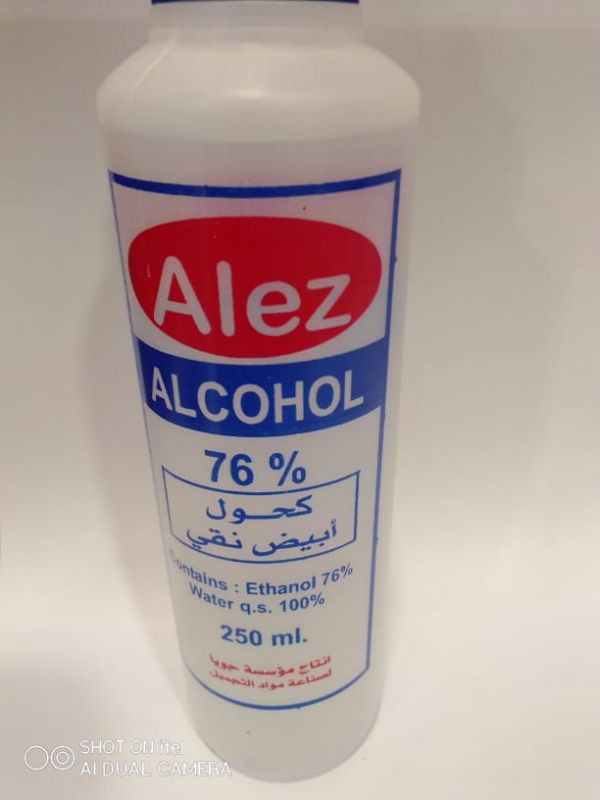 Alez
ALCOHOL
76 %
كحول
أبيض نقي
Contains : Ethanol 76%
Water q.s. 100%
250 ml.
انتاج مؤسسة جويا
لصناعة مواد التجميل
SHOT ON itel
AI DUAL CAMERA